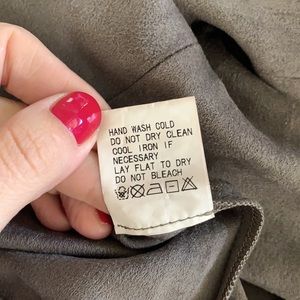 HAND WASH COLD
DO NOT DRY CLEAN
COOL IRON IF
NECESSARY
LAY FLAT TO DRY
DO NOT BLEACH